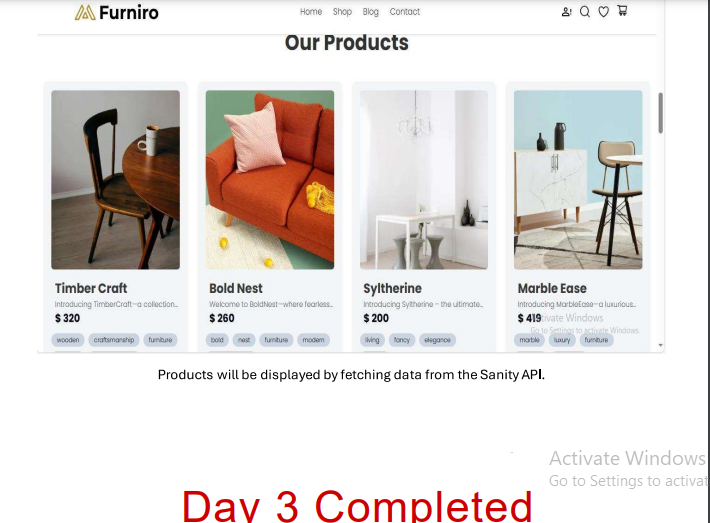 Furniro
Home Shop Blog Contact
Our Products
Timber Craft
Introducing TimberCraft—a collection...
$ 320
wooden craftsmanship furniture
Bold Nest
Welcome to BoldNest—where fearless...
$ 260
bold nest furniture modern
Syltherine
Introducing Syltherine - the ultimate...
$ 200
living fancy elegance
Marble Ease
Introducing MarbleEase—a luxurious...
$ 419
Activate Windows
Go to Settings to activate Windows.
marble luxury furniture
Products will be displayed by fetching data from the Sanity API.
Activate Windows
Go to Settings to activat
Day 3 Completed